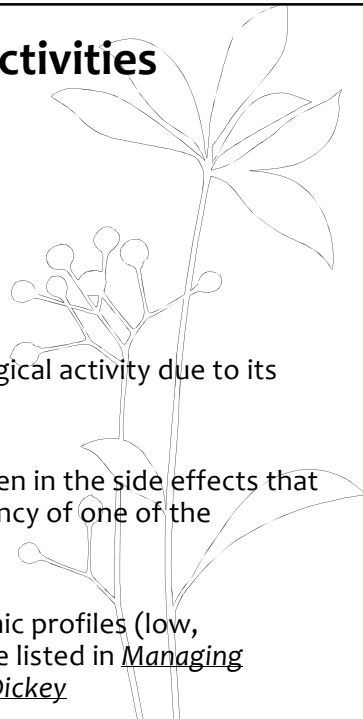 ctivities
gical activity due to its
en in the side effects that
ncy of one of the
nic profiles (low,
e listed in Managing
Dickey